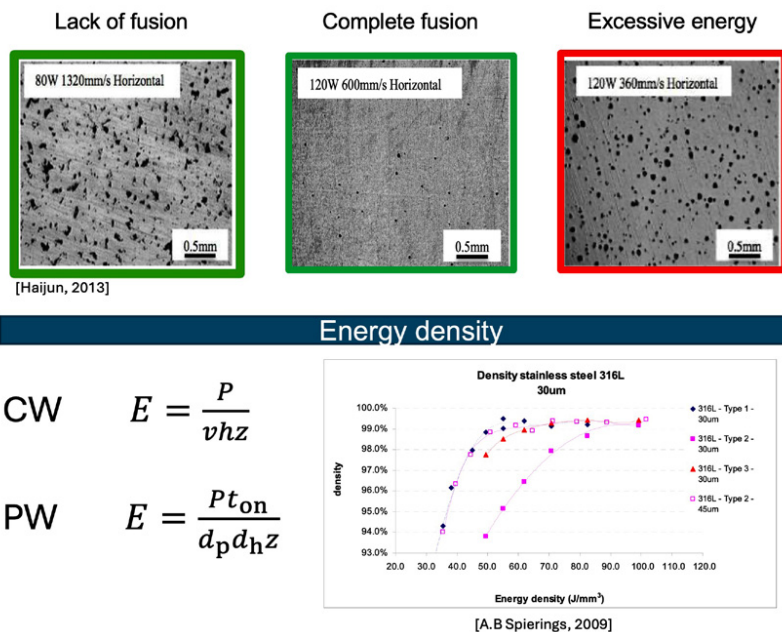 Lack of fusion
Complete fusion
Excessive energy
80W 1320mm/s Horizontal
120W 600mm/s Horizontal
120W 360mm/s Horizontal
0.5mm
0.5mm
0.5mm
[Haijun, 2013]
Energy density
CW E = P / vhz
PW E = Pt_on / d_p d_h z
Density stainless steel 316L
30um
density
100.0%
99.0%
98.0%
97.0%
96.0%
95.0%
94.0%
93.0%
20.0 30.0 40.0 50.0 60.0 70.0 80.0 90.0 100.0 110.0 120.0
Energy density (J/mm³)
316L - Type 1 -
30um
316L - Type 2 -
30um
316L - Type 3 -
30um
316L - Type 2 -
45um
[A.B Spierings, 2009]